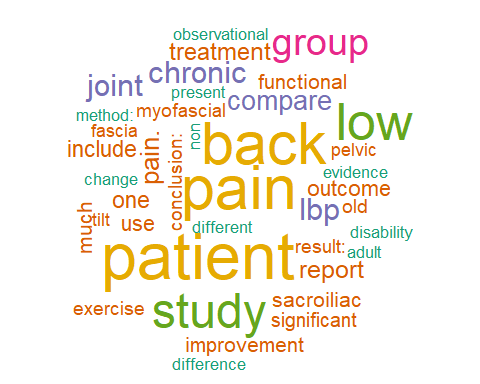 observational
treatment group
chronic
joint present functional
compare
method: myofascial low
fascia non back
include pain. pelvic
evidence
change pain outcome
conclusion:
one lbp old
much tilt use different disability
patient result: adult
report
exercise study sacroiliac
significant
improvement
difference